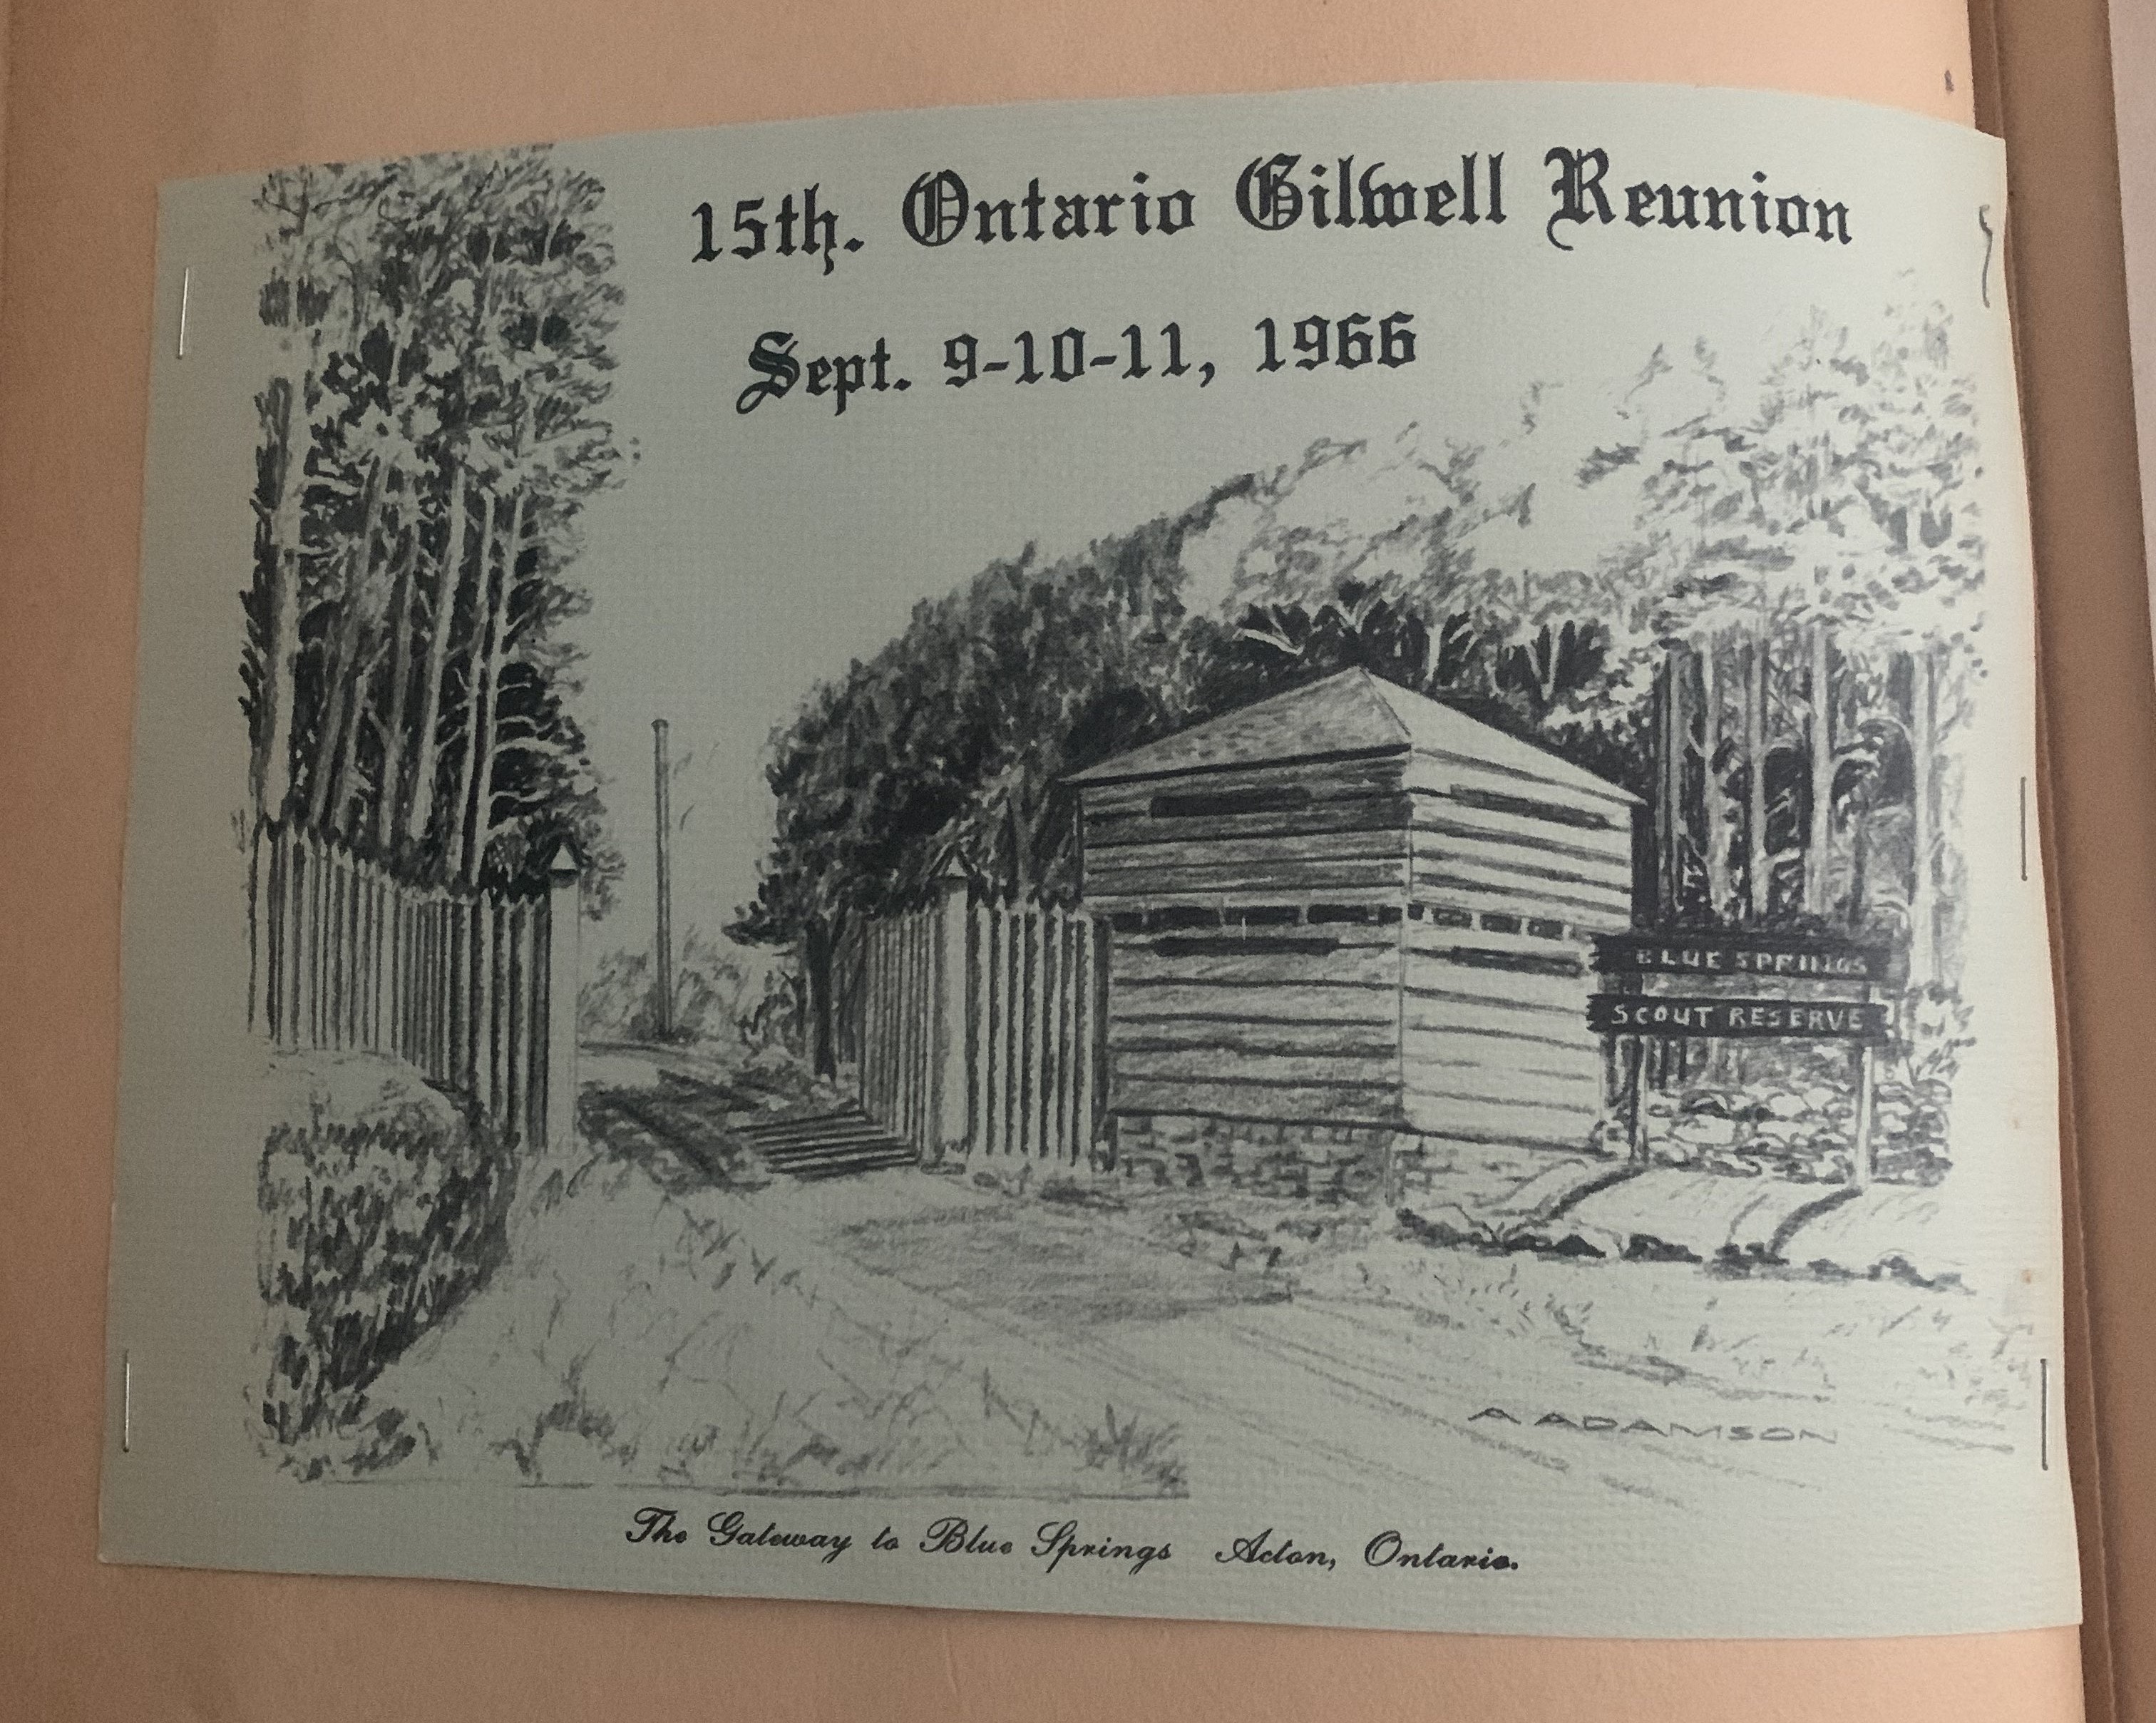 15th. Ontario Gilwell Reunion
Sept. 9-10-11, 1966
BLUE SPRINGS
SCOUT RESERVE
A ADAMSON
The Gateway to Blue Springs Acton, Ontario.